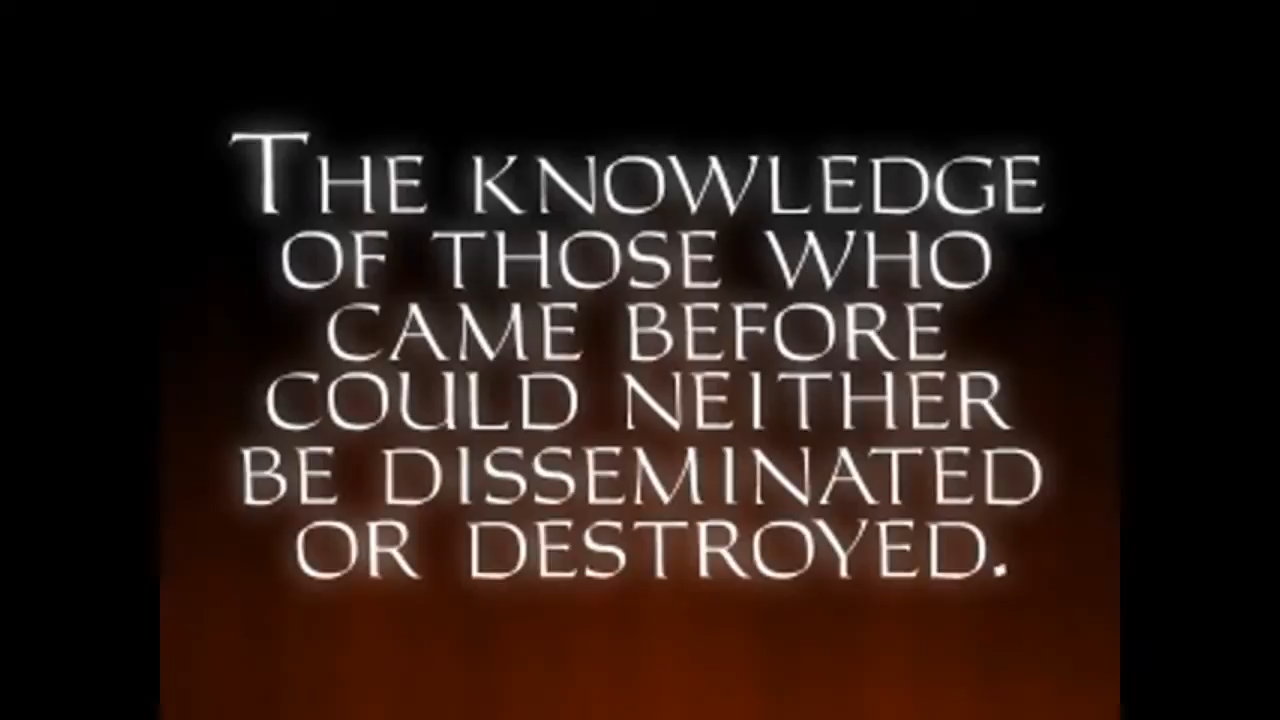 THE KNOWLEDGE
OF THOSE WHO
CAME BEFORE
COULD NEITHER
BE DISSEMINATED
OR DESTROYED.